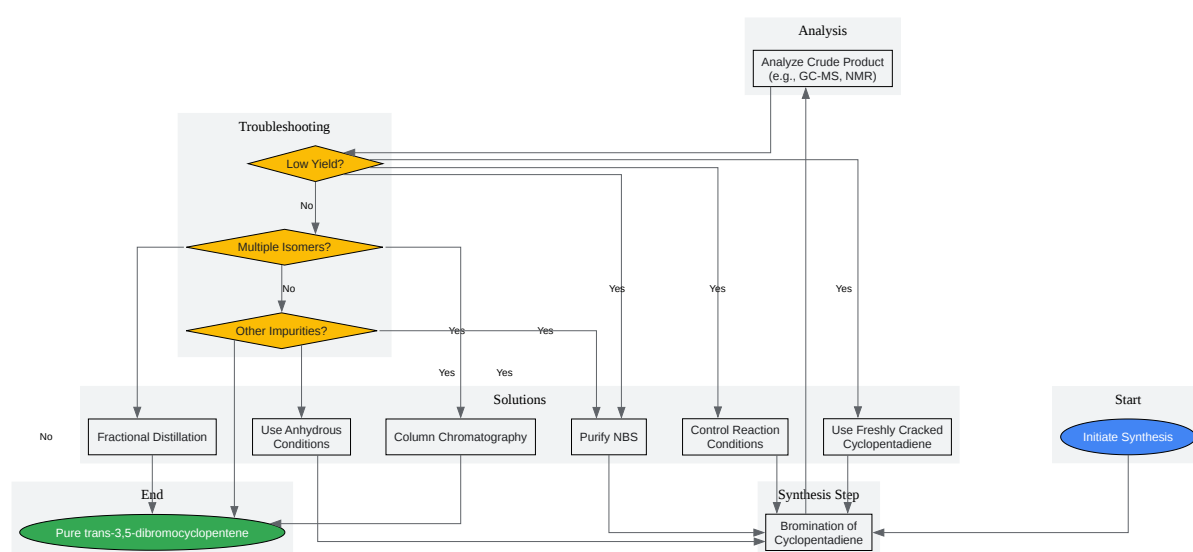 Analysis
Analyze Crude Product
(e.g., GC-MS, NMR)
Troubleshooting
Low Yield?
No
Multiple Isomers?
No
Yes
Yes
Yes
Other Impurities?
Yes
Yes
Yes
Yes
Solutions
Start
No
Fractional Distillation
Use Anhydrous
Conditions
Column Chromatography
Purify NBS
Control Reaction
Conditions
Use Freshly Cracked
Cyclopentadiene
Initiate Synthesis
End
Synthesis Step
Pure trans-3,5-dibromocyclopentene
Bromination of
Cyclopentadiene